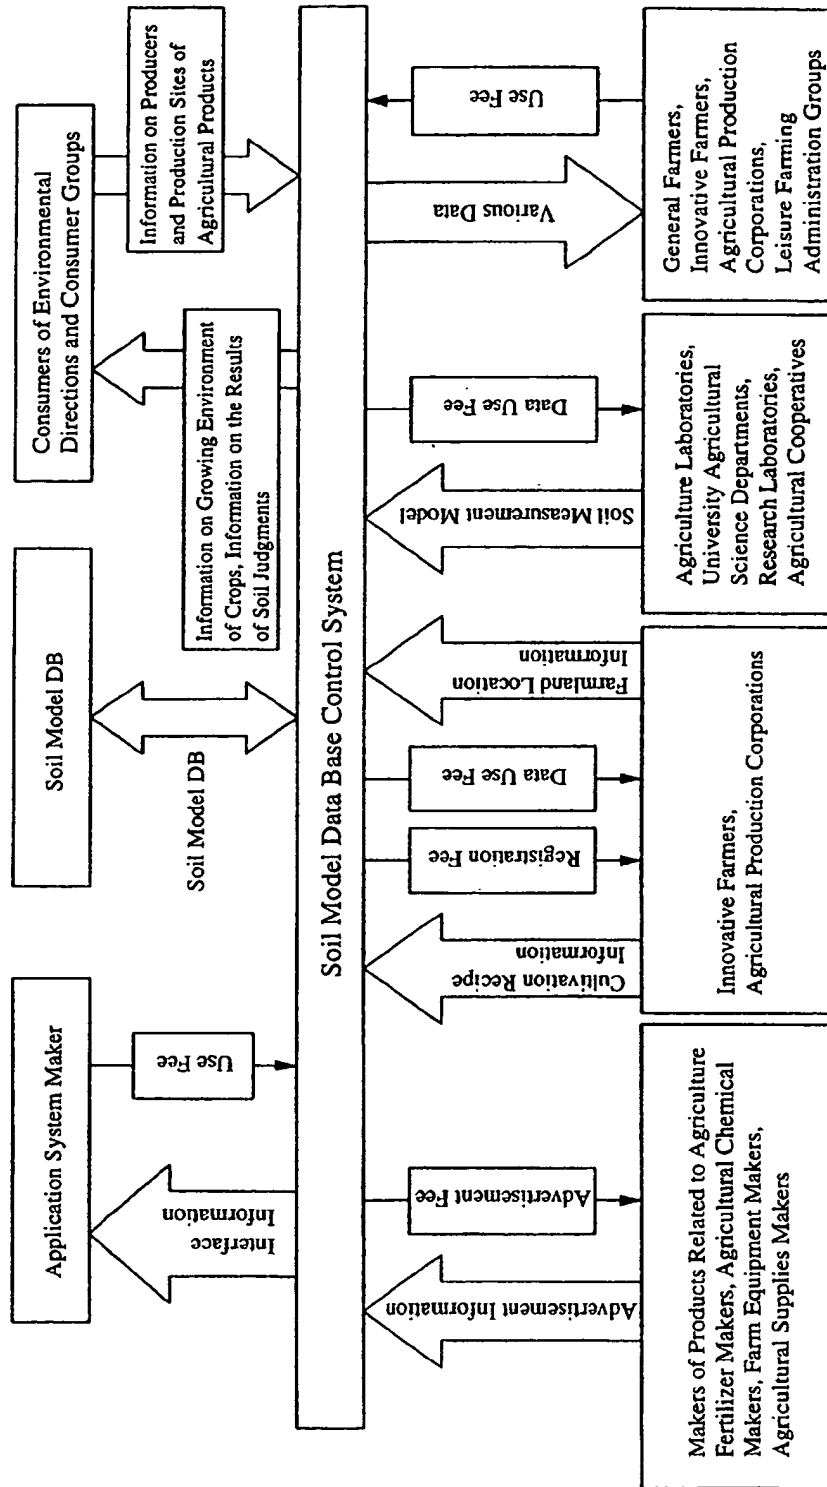 Application System Maker
Soil Model DB
Consumers of Environmental
Directions and Consumer Groups
Interface
Information
Use Fee
Soil Model DB
Information on Growing Environment
of Crops, Information on the Results
of Soil Judgments
Information on Producers
and Production Sites of
Agricultural Products
Soil Model Data Base Control System
Advertisement Information
Advertisement Fee
Cultivation Recipe
Information
Registration Fee
Data Use Fee
Farmland Location
Information
Soil Measurement Model
Data Use Fee
Various Data
Use Fee
Makers of Products Related to Agriculture
Fertilizer Makers, Agricultural Chemical
Makers, Farm Equipment Makers,
Agricultural Supplies Makers
Innovative Farmers,
Agricultural Production Corporations
Agriculture Laboratories,
University Agricultural
Science Departments,
Research Laboratories,
Agricultural Cooperatives
General Farmers,
Innovative Farmers,
Agricultural Production
Corporations,
Leisure Farming
Administration Groups